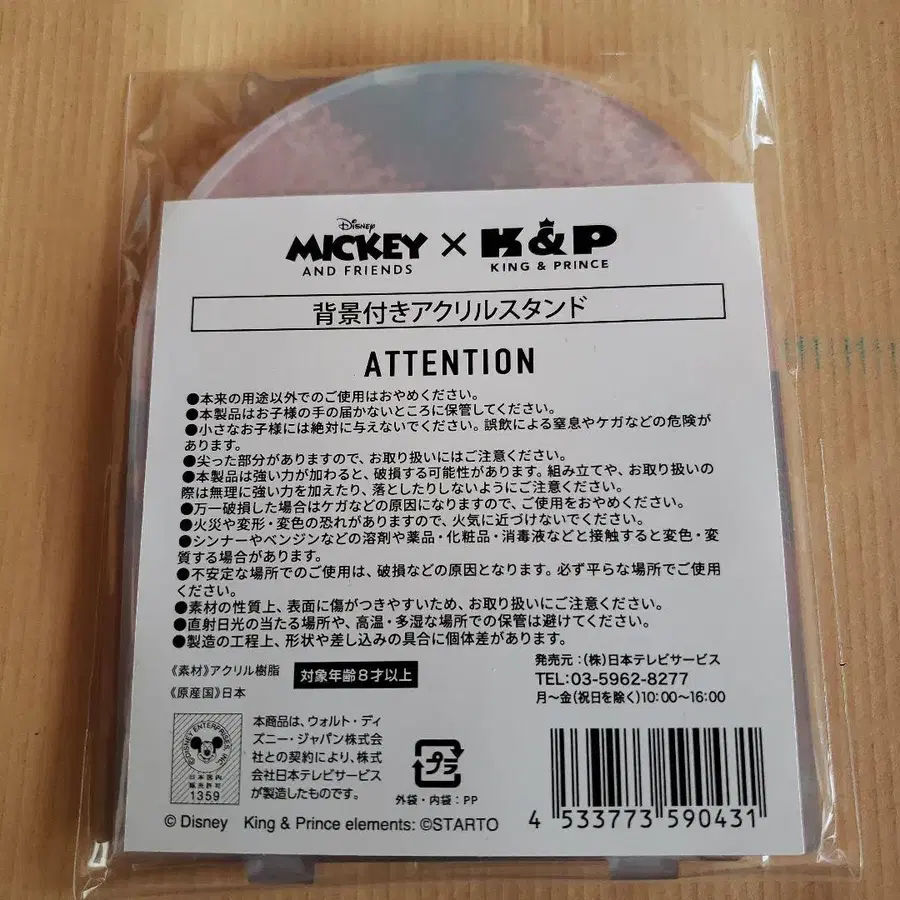 Disney
MICKEY × K&P
AND FRIENDS KING & PRINCE
背景付きアクリルスタンド
ATTENTION
●本来の用途以外でのご使用はおやめください。
●本製品はお子様の手の届かないところに保管してください。
●小さなお子様には絶対に与えないでください。誤飲による窒息やケガなどの危険が
あります。
●尖った部分がありますので、お取り扱いにはご注意ください。
●本製品は強い力が加わると、破損する可能性があります。組み立てや、お取り扱いの
際は無理に強い力を加えたり、落としたりしないようにご注意ください。
●万一破損した場合はケガなどの原因になりますので、ご使用をおやめください。
●火災や変形・変色の恐れがありますので、火気に近づけないでください。
●シンナーやベンジンなどの溶剤や薬品・化粧品・消毒液などと接触すると変色・変
質する場合があります。
●不安定な場所でのご使用は、破損などの原因となります。必ず平らな場所でご使用
ください。
●素材の性質上、表面に傷がつきやすいため、お取り扱いにご注意ください。
●直射日光の当たる場所や、高温・多湿な場所での保管は避けてください。
●製造の工程上、形状や差し込みの具合に個体差があります。
《素材》アクリル樹脂 対象年齢8才以上
《原産国》日本
発売元:(株)日本テレビサービス
TEL:03-5962-8277
月〜金(祝日を除く)10:00〜16:00
©DISNEY ENTERPRISES, INC.
日本国内
販売許可
1359
本商品は、ウォルト・ディ
ズニー・ジャパン株式会
社との契約により、株式
会社日本テレビサービス
が製造したものです。
プラ
外袋・内袋:PP
4 533773 590431
© Disney King & Prince elements: ©STARTO